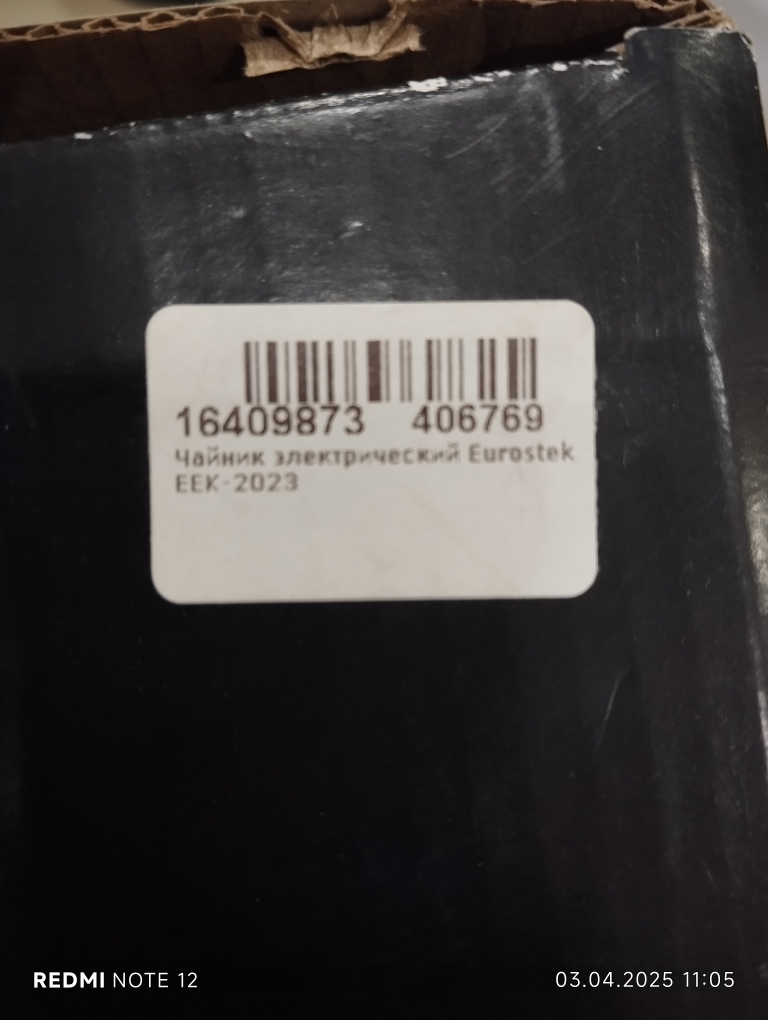 16409873 406769
Чайник электрический Eurostek
EEK-2023
REDMI NOTE 12
03.04.2025 11:05